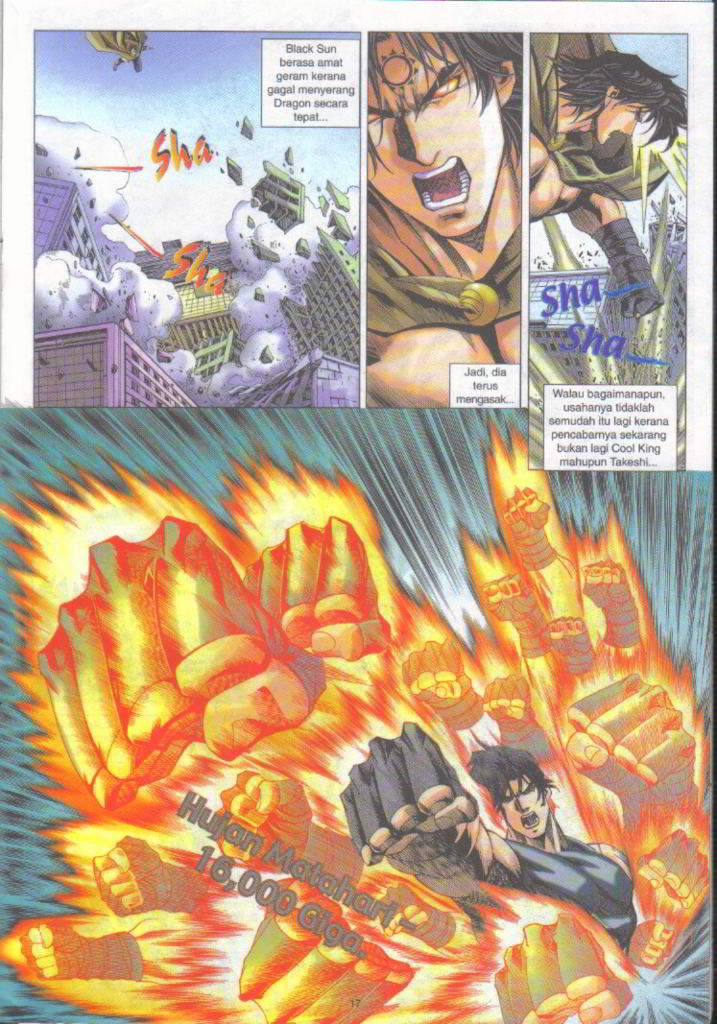 Black Sun
berasa amat
geram kerana
gagal menyerang
Dragon secara
tepat...
Sha
Sha
Jadi, dia
terus
mengasak...
Sha
Sha
Walau bagaimanapun,
usahanya tidaklah
semudah itu lagi kerana
pencabarnya sekarang
bukan lagi Cool King
mahupun Takeshi...
Hujan Matahari –
16,000 Giga.
17